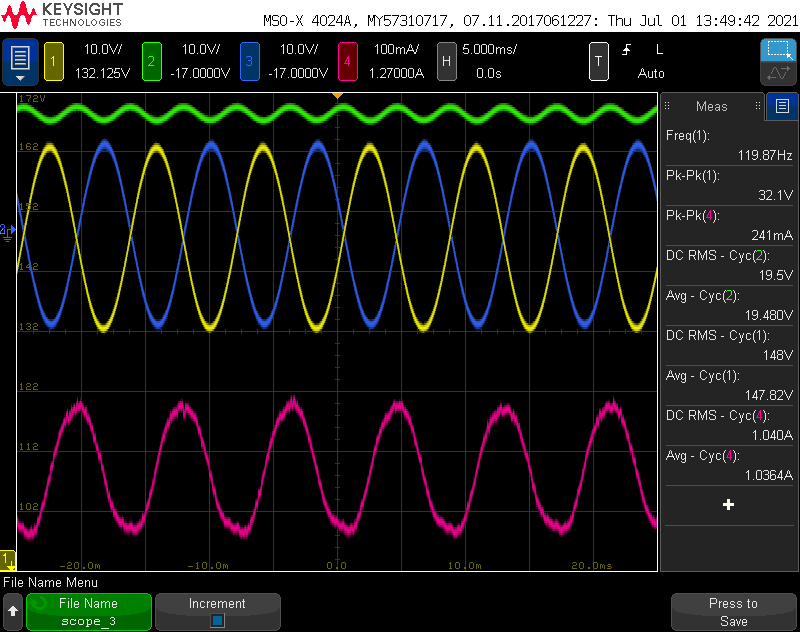 KEYSIGHT
TECHNOLOGIES
MSO-X 4024A, MY57310717, 07.11.2017061227: Thu Jul 01 13:49:42 2021
1 10.0V/ 2 10.0V/ 3 10.0V/ 4 100mA/ H 5.000ms/ T L
132.125V -17.0000V -17.0000V 1.27000A 0.0s Auto
172V
162
152
142
132
122
112
102
-20.0m -10.0m 0.0 10.0m 20.0ms
2
1
Meas
Freq(1):
119.87Hz
Pk-Pk(1):
32.1V
Pk-Pk(4):
241mA
DC RMS - Cyc(2):
19.5V
Avg - Cyc(2):
19.480V
DC RMS - Cyc(1):
148V
Avg - Cyc(1):
147.82V
DC RMS - Cyc(4):
1.040A
Avg - Cyc(4):
1.0364A
File Name Menu
File Name
scope_3
Increment
Press to
Save